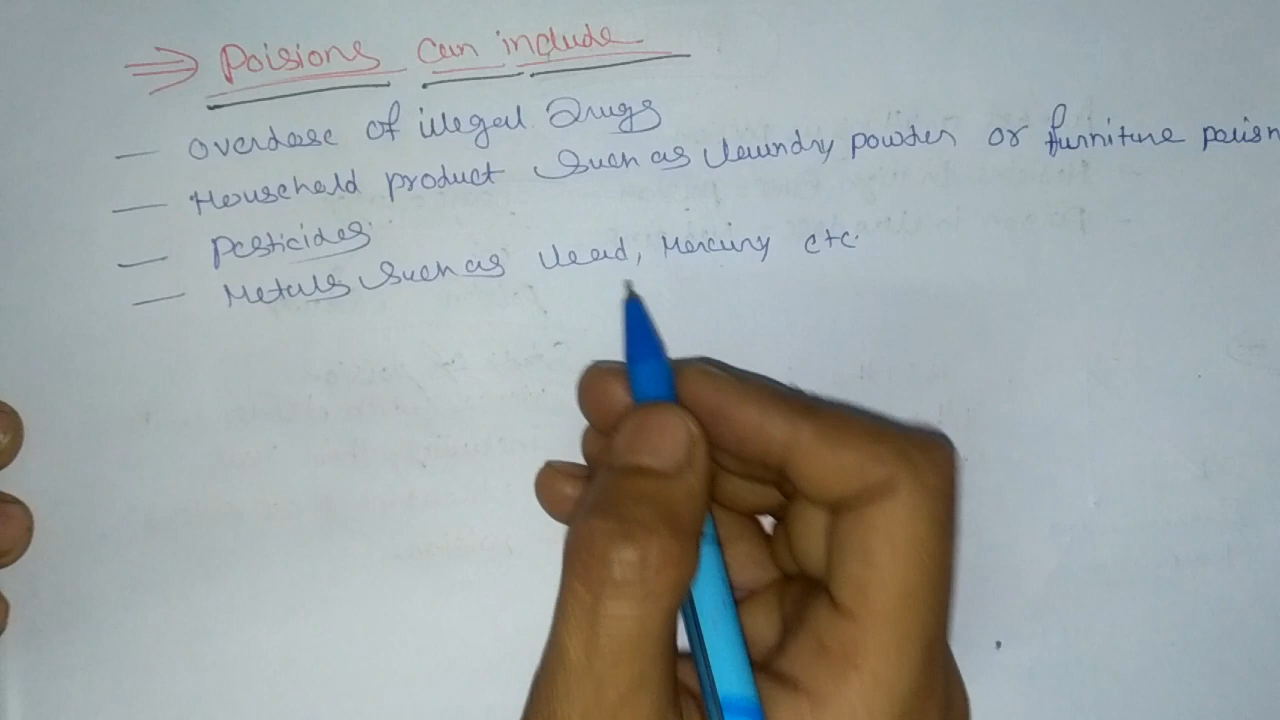 ⇒ Poisions can include
— overdose of illegal Drugs
— Household product such as laundry powder or furniture polish
— Pesticides
— Metals such as lead, Mercury etc.